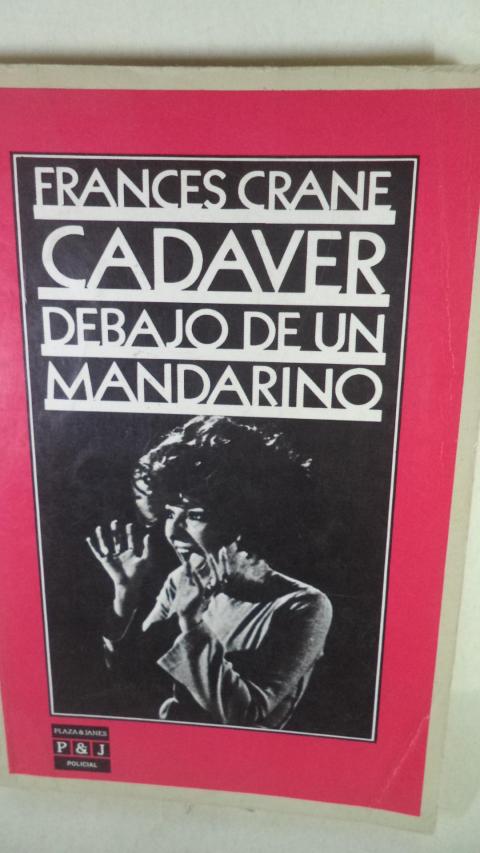 FRANCES CRANE
CADAVER
DEBAJO DE UN
MANDARINO
PLAZA & JANES
P & J
POLICIAL